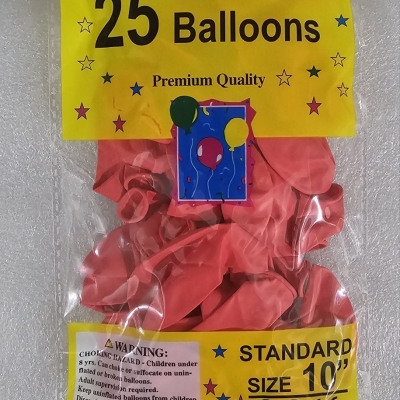 25 Balloons
Premium Quality
⚠ WARNING:
CHOKING HAZARD - Children under
8 yrs. Can choke or suffocate on unin-
flated or broken balloons.
Adult supervision required.
Keep uninflated balloons from children
STANDARD
SIZE 10"